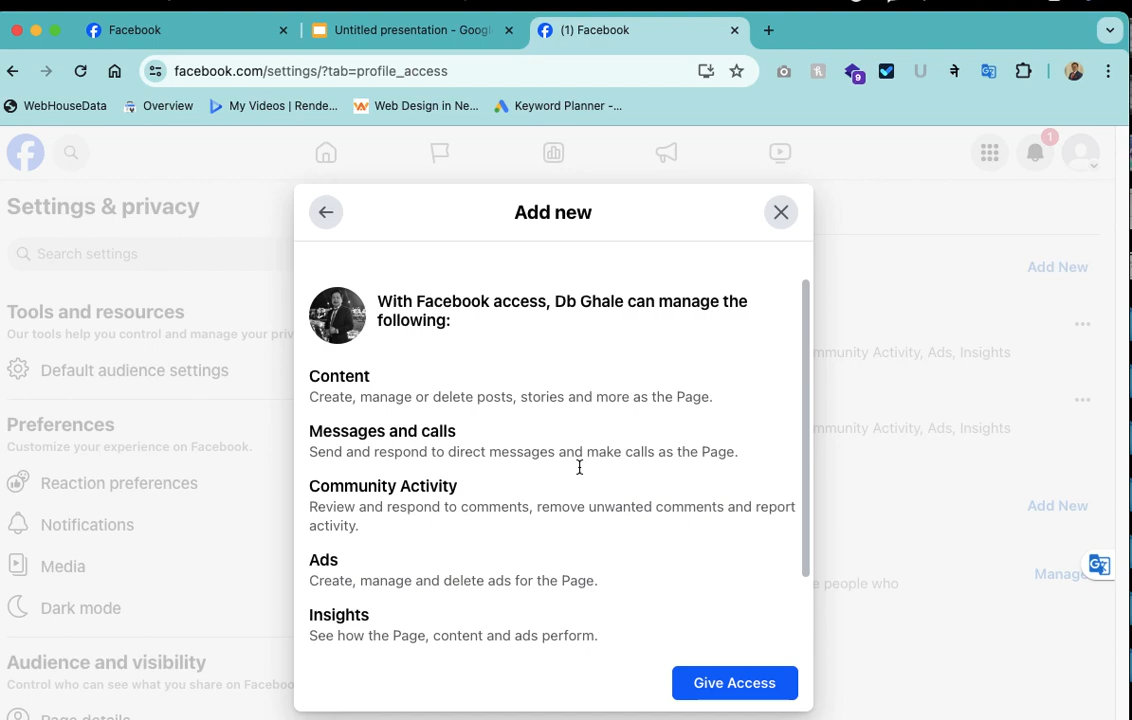 Facebook
Untitled presentation - Googl
(1) Facebook
facebook.com/settings/?tab=profile_access
9
WebHouseData
Overview
My Videos | Rende...
Web Design in Ne...
Keyword Planner -...
1
Settings & privacy
Search settings
Add New
Tools and resources
Our tools help you control and manage your priv
Default audience settings
mmunity Activity, Ads, Insights
Preferences
Customize your experience on Facebook.
mmunity Activity, Ads, Insights
Reaction preferences
Notifications
Add New
Media
Manage
e people who
Dark mode
Audience and visibility
Control who can see what you share on Faceboo
Page details
Add new
With Facebook access, Db Ghale can manage the
following:
Content
Create, manage or delete posts, stories and more as the Page.
Messages and calls
Send and respond to direct messages and make calls as the Page.
Community Activity
Review and respond to comments, remove unwanted comments and report
activity.
Ads
Create, manage and delete ads for the Page.
Insights
See how the Page, content and ads perform.
Give Access